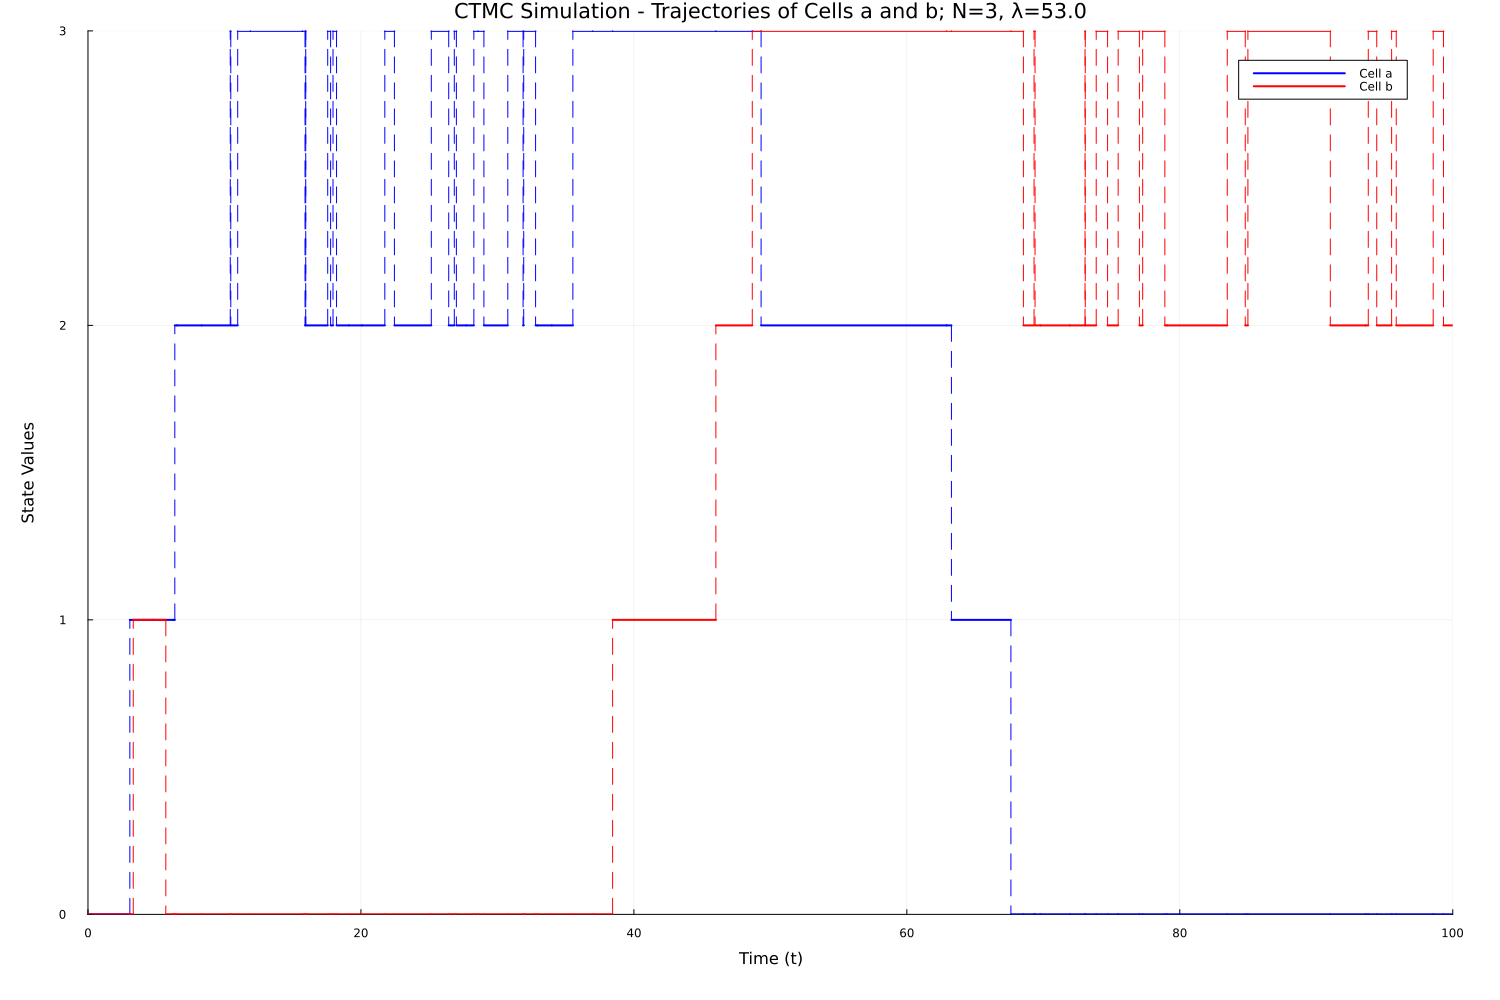 CTMC Simulation - Trajectories of Cells a and b; N=3, λ=53.0
3
Cell a
Cell b
2
State Values
1
0
0 20 40 60 80 100
Time (t)